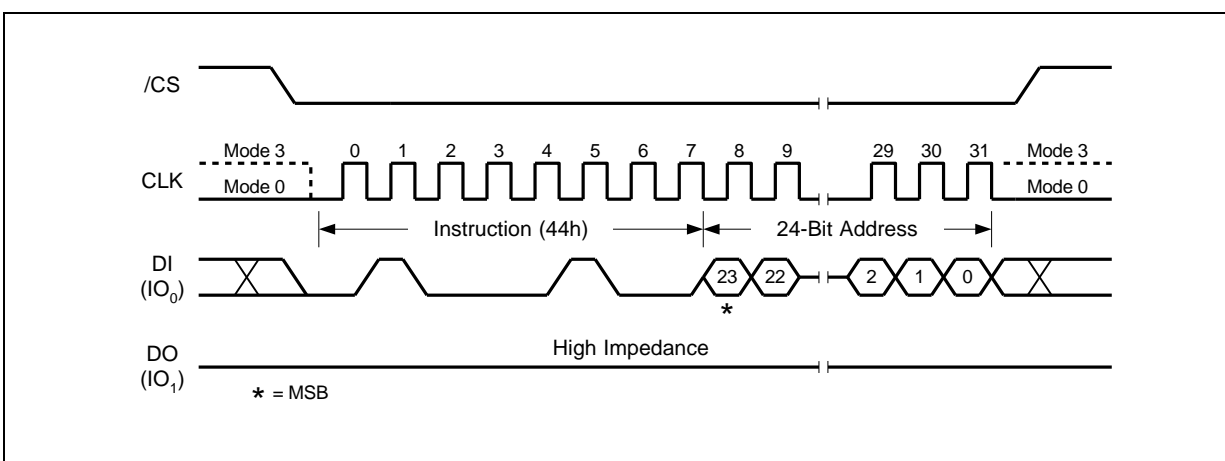 /CS
Mode 3 0 1 2 3 4 5 6 7 8 9 29 30 31 Mode 3
CLK
Mode 0 Mode 0
Instruction (44h) 24-Bit Address
DI
(IO0)
23 22 2 1 0
*
High Impedance
DO
(IO1)
* = MSB